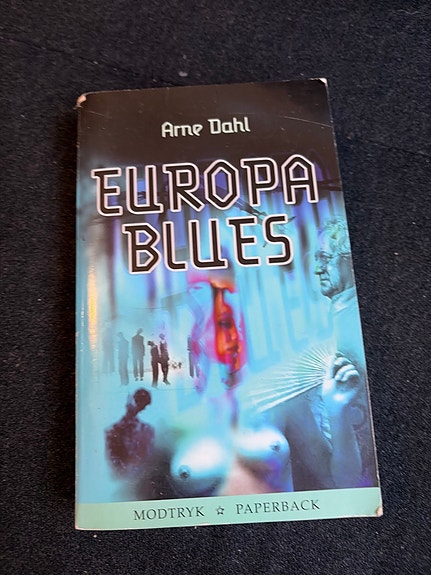 Arne Dahl
EUROPA
BLUES
MODTRYK ☆ PAPERBACK